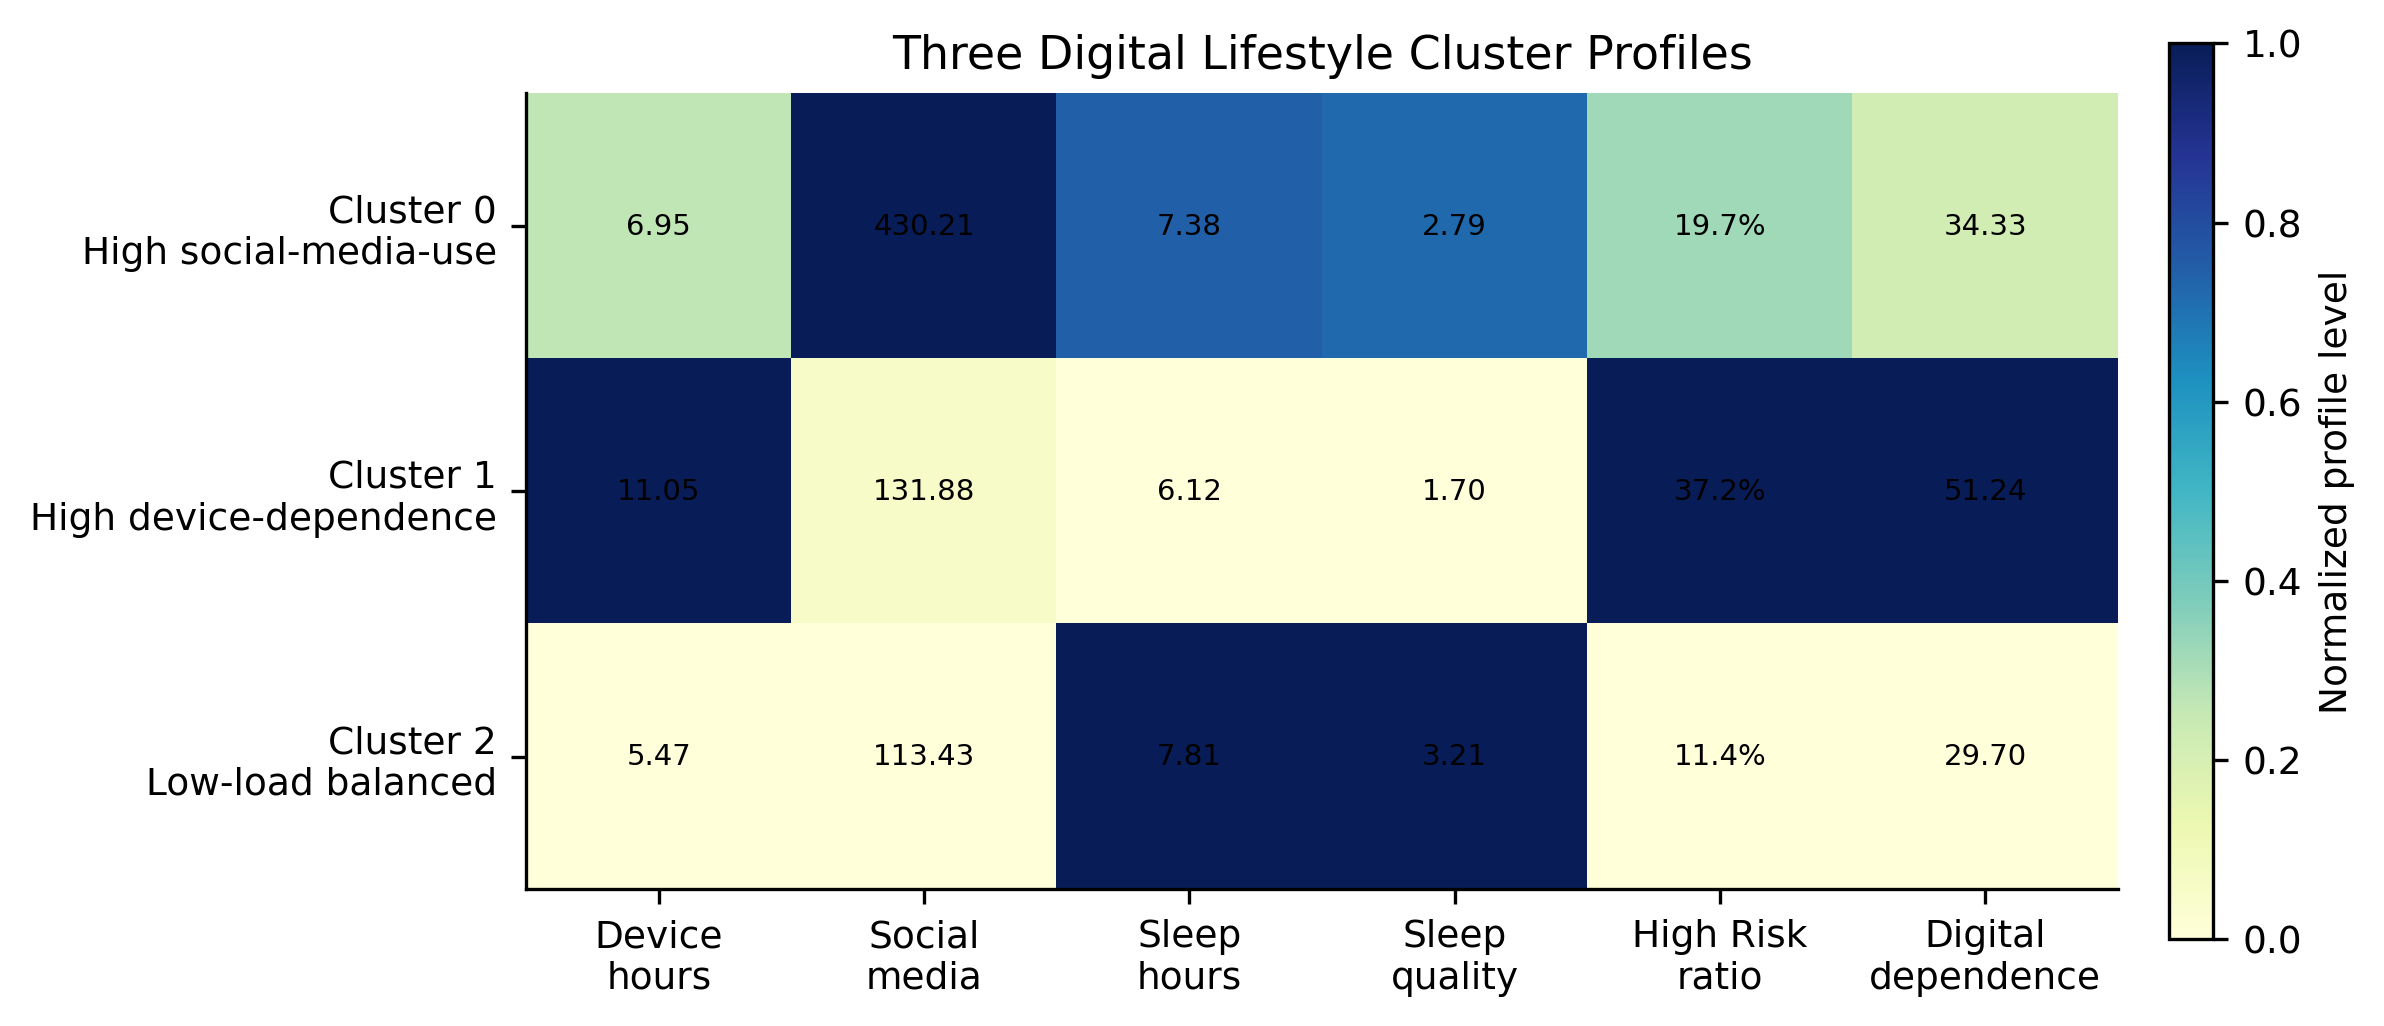 Three Digital Lifestyle Cluster Profiles
Cluster 0
High social-media-use
6.95 430.21 7.38 2.79 19.7% 34.33
Cluster 1
High device-dependence
11.05 131.88 6.12 1.70 37.2% 51.24
Cluster 2
Low-load balanced
5.47 113.43 7.81 3.21 11.4% 29.70
Device
hours
Social
media
Sleep
hours
Sleep
quality
High Risk
ratio
Digital
dependence
1.0
0.8
0.6
0.4
0.2
0.0
Normalized profile level